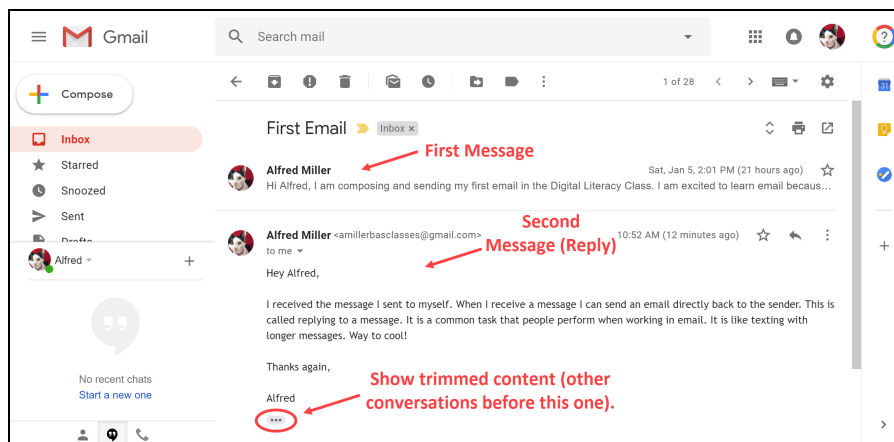 Gmail
Search mail
Compose
1 of 28
31
First Email
Inbox ×
Inbox
First Message
Starred
Alfred Miller
Sat, Jan 5, 2:01 PM (21 hours ago)
Hi Alfred, I am composing and sending my first email in the Digital Literacy Class. I am excited to learn email becaus...
Snoozed
Sent
Drafts
Second
Message (Reply)
Alfred Miller <amillerbasclasses@gmail.com>
10:52 AM (12 minutes ago)
to me
Alfred
Hey Alfred,
I received the message I sent to myself. When I receive a message I can send an email directly back to the sender. This is
called replying to a message. It is a common task that people perform when working in email. It is like texting with
longer messages. Way to cool!
Thanks again,
Alfred
Show trimmed content (other
conversations before this one).
No recent chats
Start a new one